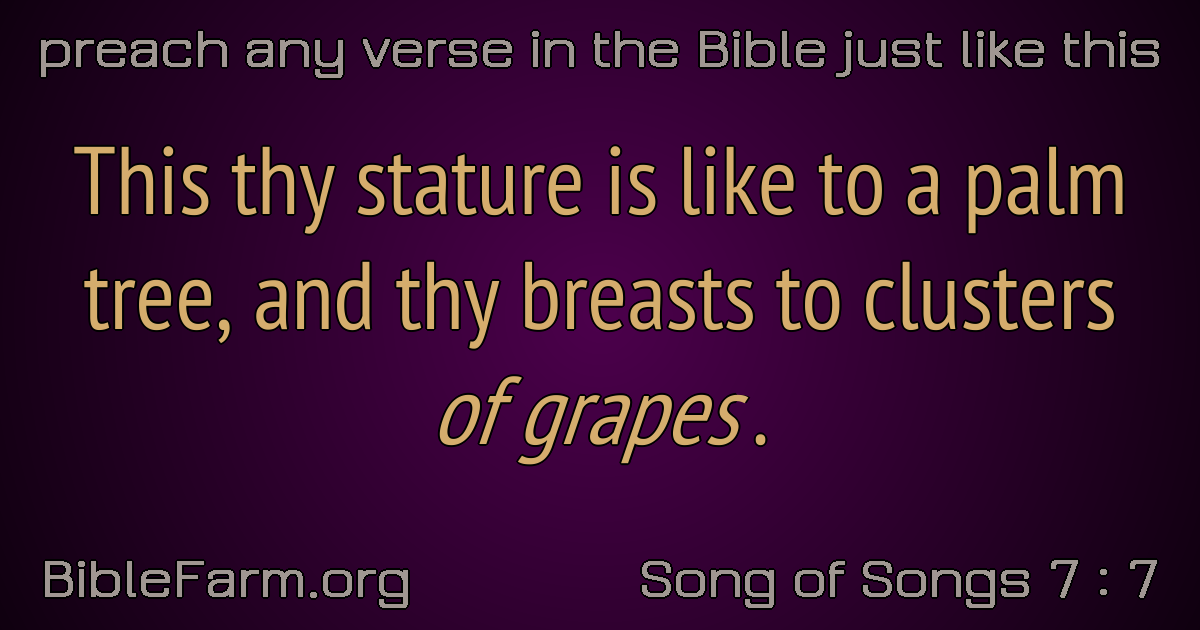 preach any verse in the Bible just like this
This thy stature is like to a palm
tree, and thy breasts to clusters
of grapes.
BibleFarm.org
Song of Songs 7 : 7